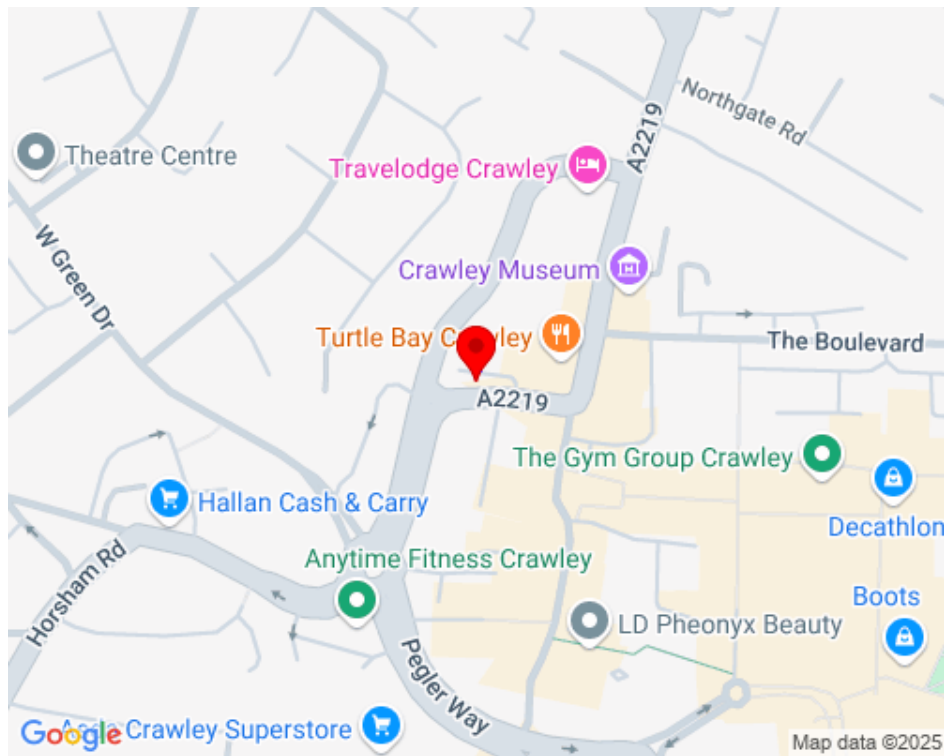 Northgate Rd
A2219
Theatre Centre
Travelodge Crawley
W Green Dr
Crawley Museum
Turtle Bay C wley
The Boulevard
A2219
The Gym Group Crawley
Hallan Cash & Carry
Decathlon
Horsham Rd
Anytime Fitness Crawley
Boots
LD Pheonyx Beauty
Pegler Way
Crawley Superstore
Google
Map data ©2025